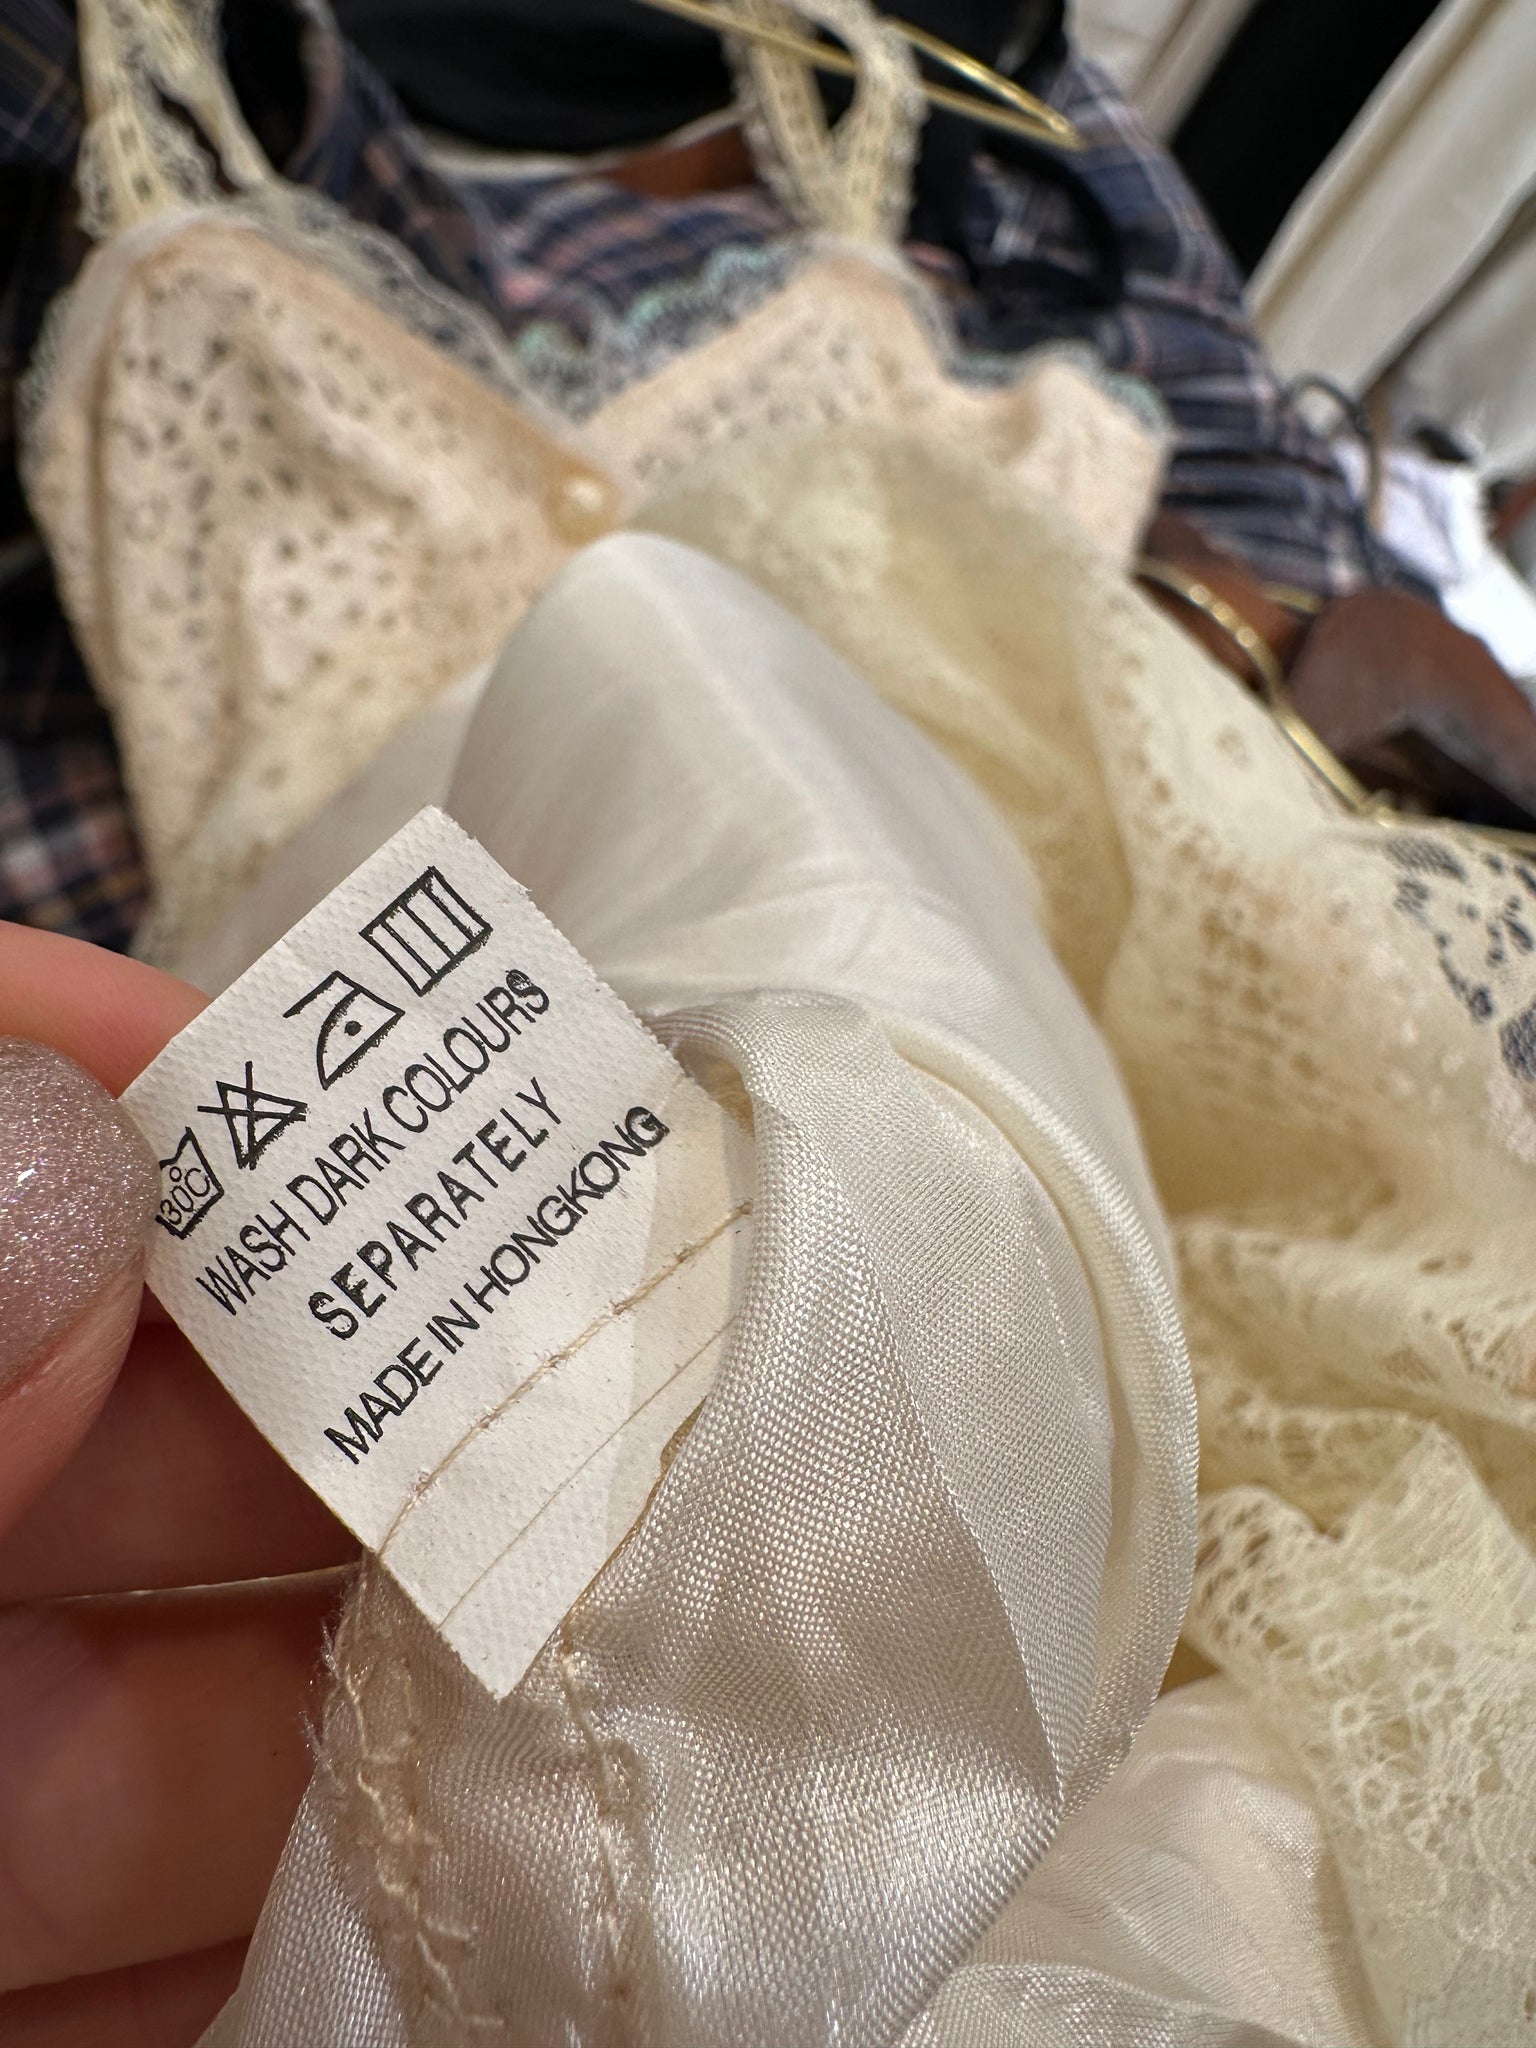 30°C
WASH DARK COLOURS
SEPARATELY
MADE IN HONGKONG